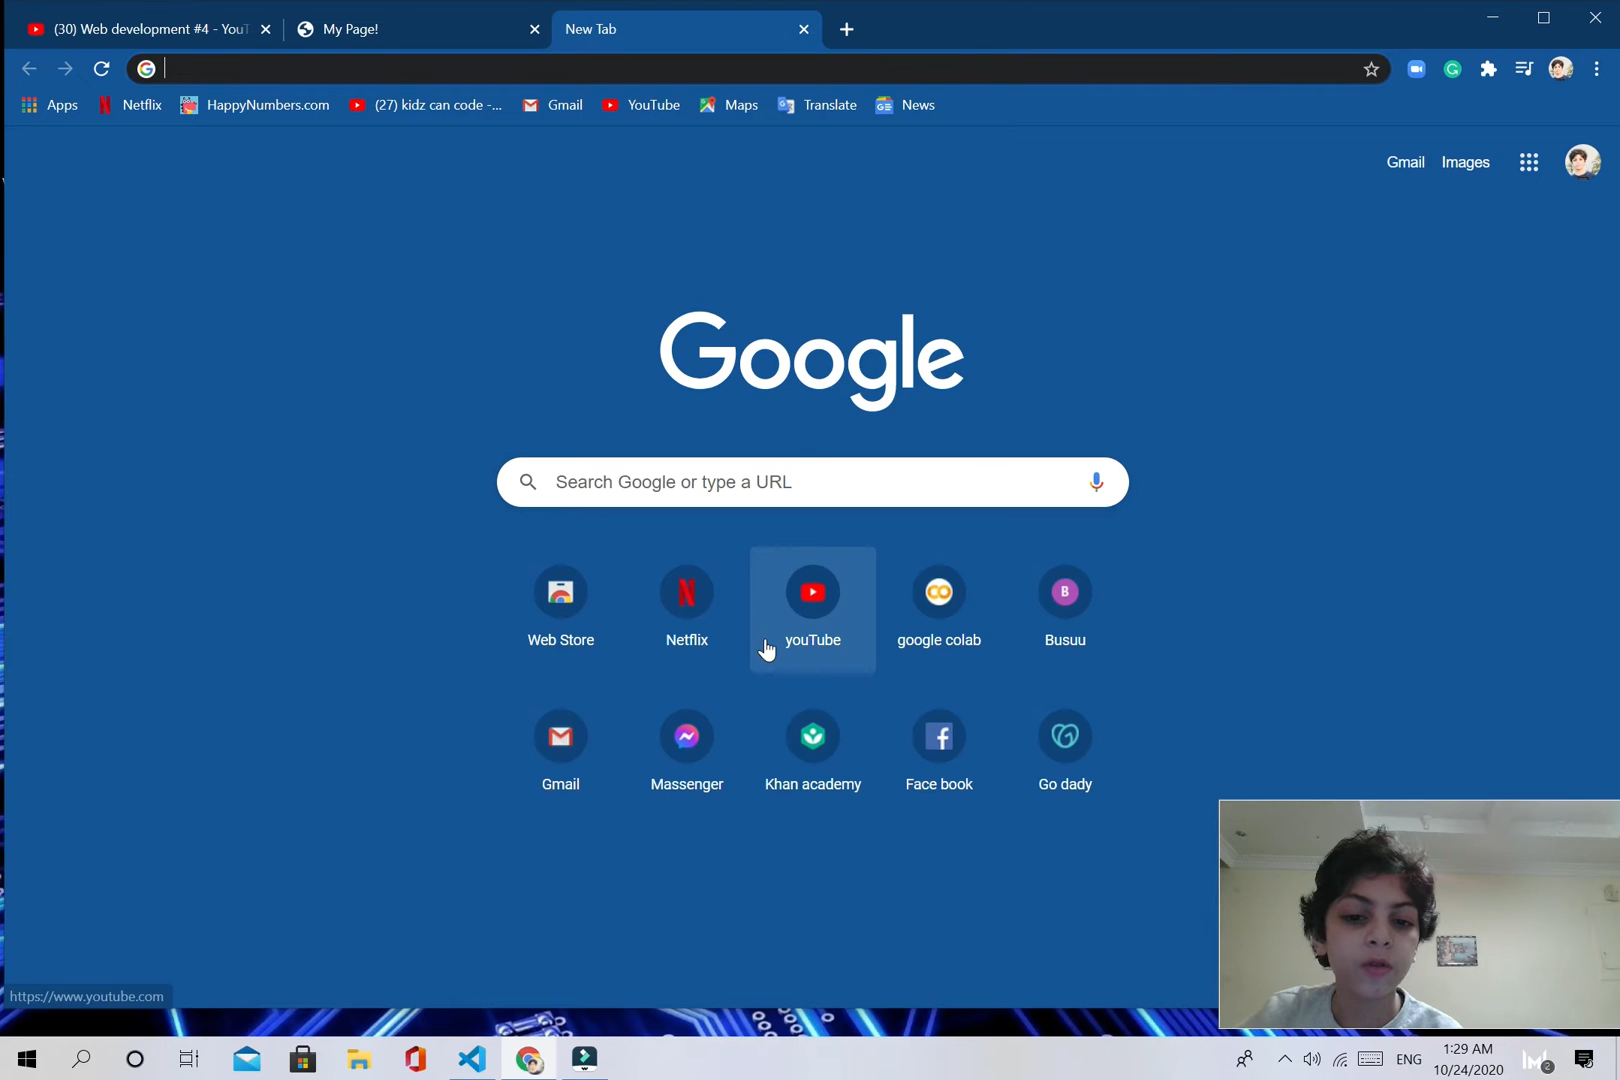 (30) Web development #4 - YouT
My Page!
New Tab
Apps
Netflix
HappyNumbers.com
(27) kidz can code -...
Gmail
YouTube
Maps
Translate
News
Gmail
Images
Google
Search Google or type a URL
Web Store
Netflix
youTube
google colab
Busuu
Gmail
Massenger
Khan academy
Face book
Go dady
https://www.youtube.com
ENG
1:29 AM
10/24/2020
2